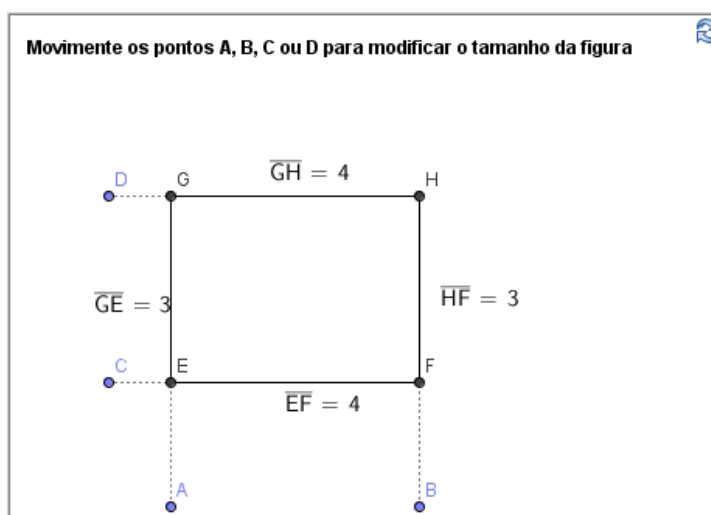 Movimente os pontos A, B, C ou D para modificar o tamanho da figura
D G GH = 4 H
GE = 3 HF = 3
C E F
EF = 4
A B